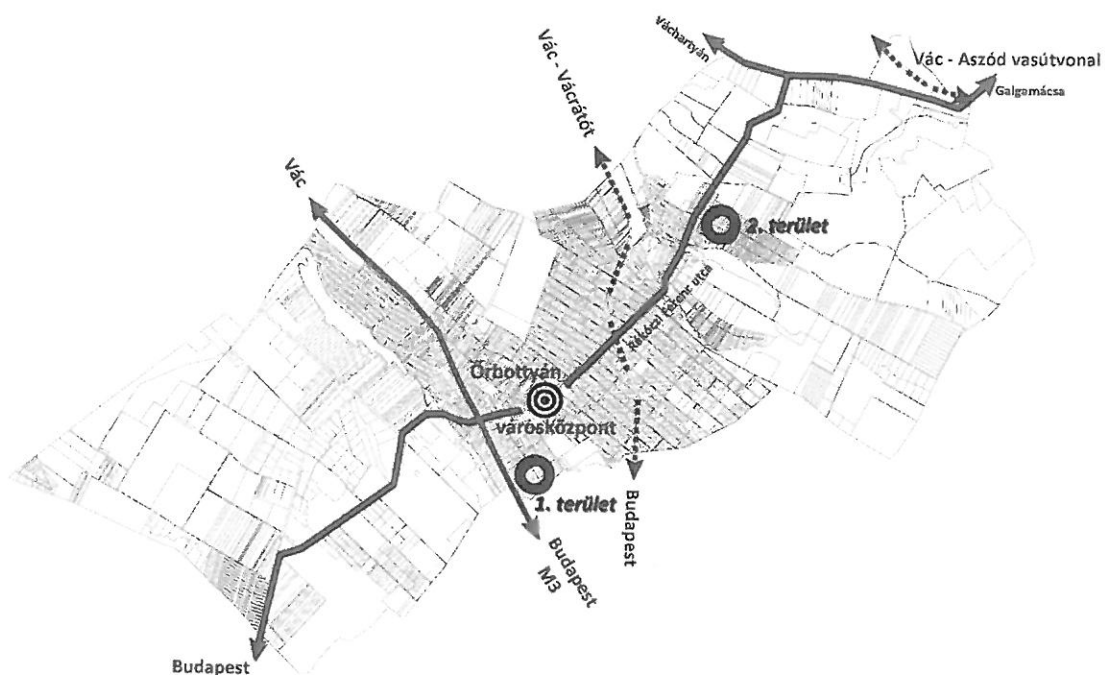 Váchartyán
Vác - Aszód vasútvonal
Galgamácsa
Vác - Vácrátót
Vác
2. terület
Rákóczi Ferenc utca
Őrbottyán
városközpont
1. terület
Budapest
Budapest
M3
Budapest